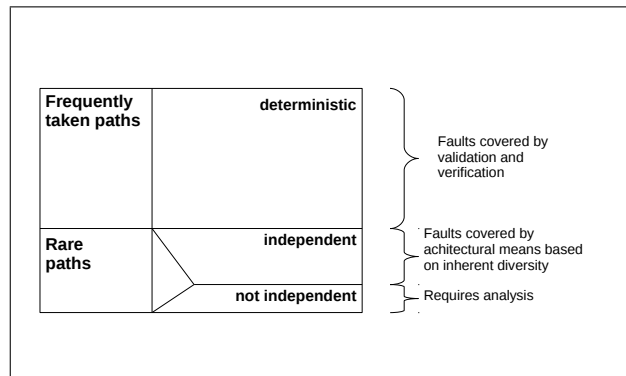 Frequently
taken paths
deterministic
Faults covered by
validation and
verification
Rare
paths
independent
Faults covered by
achitectural means based
on inherent diversity
not independent
Requires analysis